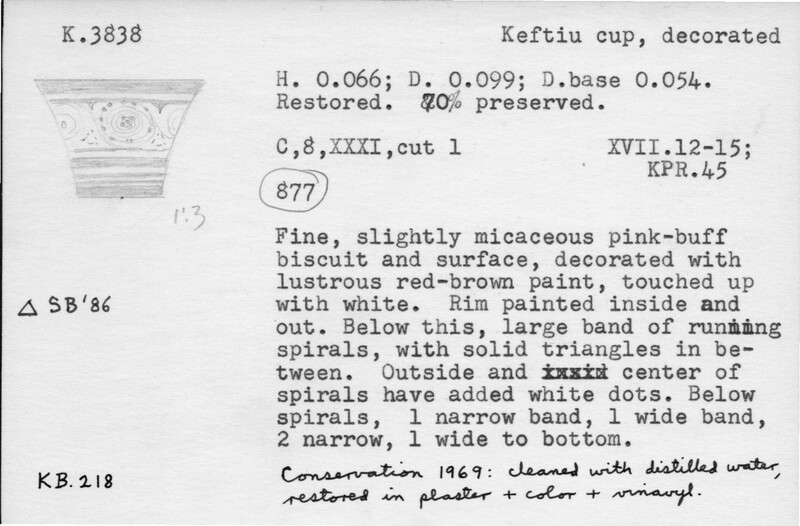 K.3838
Keftiu cup, decorated
H. 0.066; D. 0.099; D.base 0.054.
Restored. 70% preserved.
C,8,XXXI,cut 1
XVII.12-15;
KPR.45
877
1:3
Fine, slightly micaceous pink-buff
biscuit and surface, decorated with
lustrous red-brown paint, touched up
with white. Rim painted inside and
out. Below this, large band of running
spirals, with solid triangles in be-
tween. Outside and center of
spirals have added white dots. Below
spirals, 1 narrow band, 1 wide band,
2 narrow, 1 wide to bottom.
△ SB'86
KB.218
Conservation 1969: cleaned with distilled water,
restored in plaster + color + vinavyl.